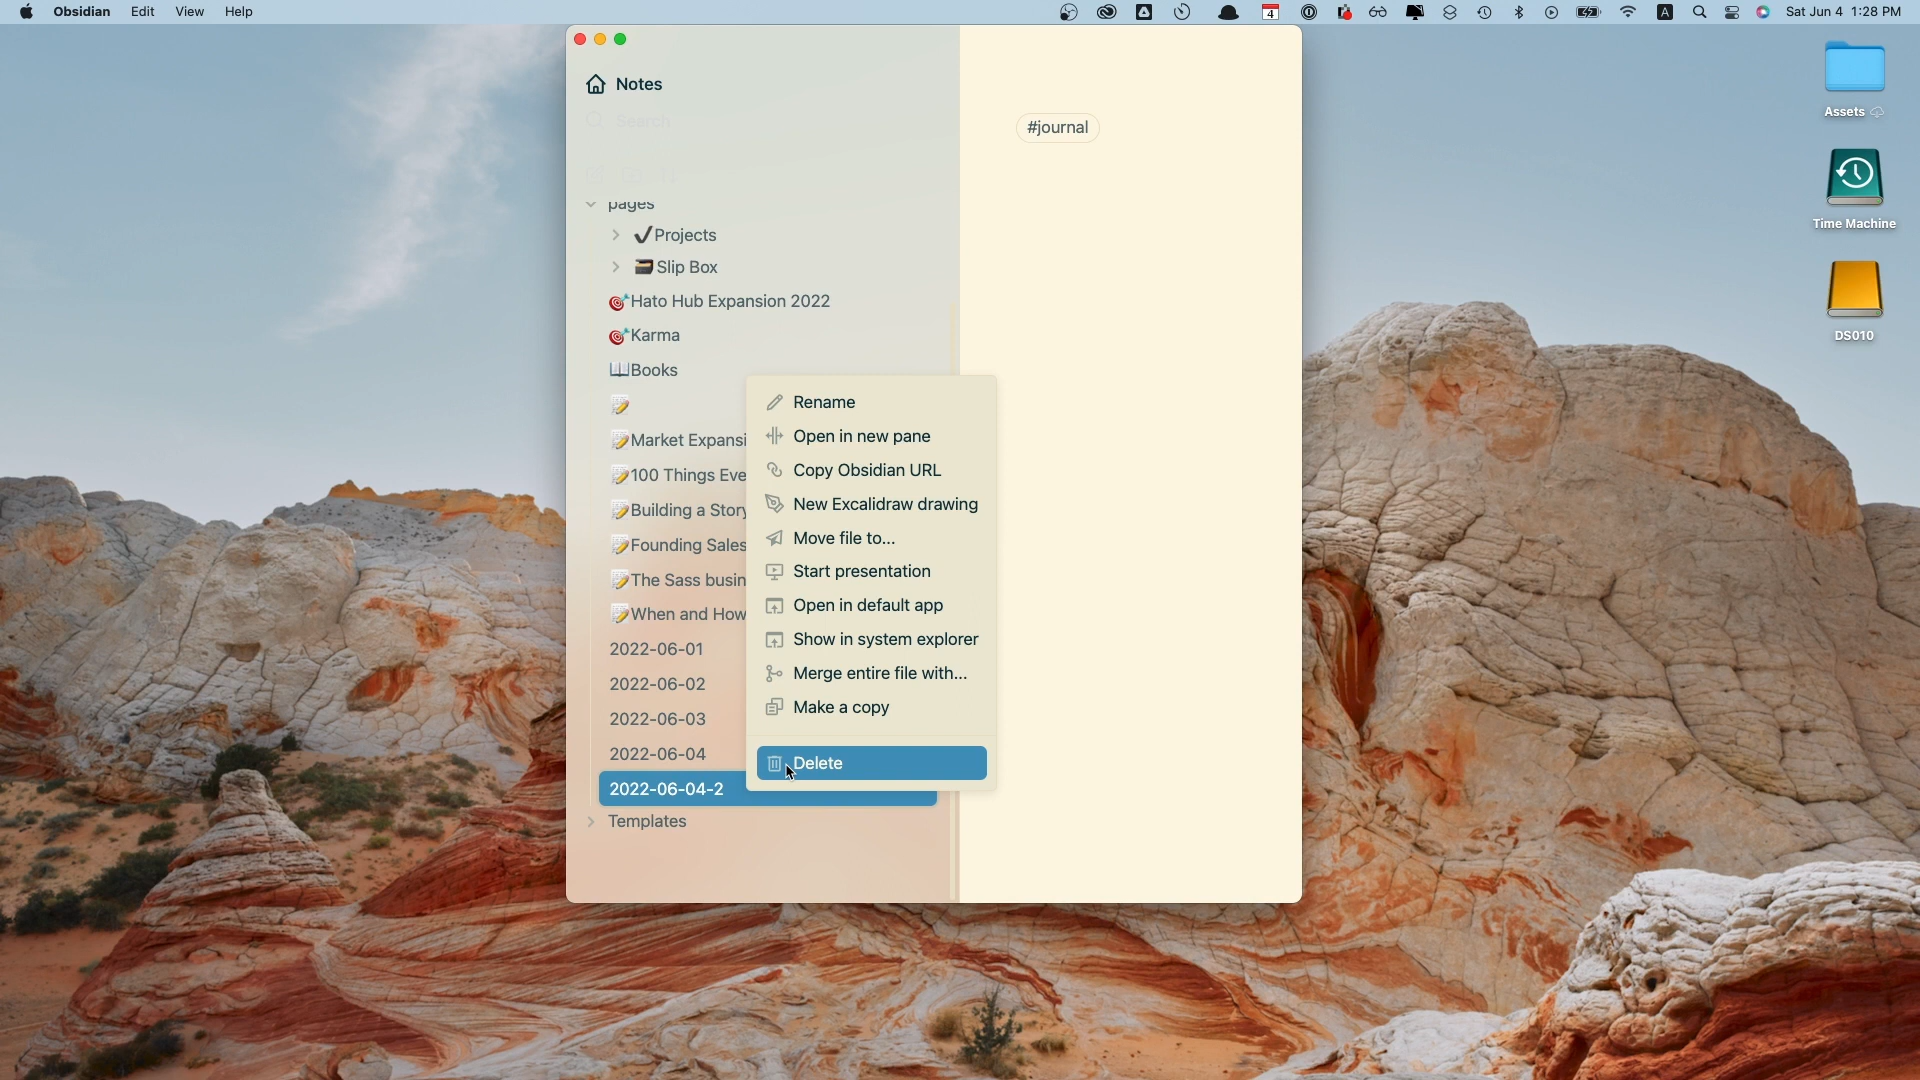 Obsidian Edit View Help
4 A Sat Jun 4 1:28 PM
Notes
Search
pages
Projects
Slip Box
Hato Hub Expansion 2022
Karma
Books
Market Expansi
100 Things Eve
Building a Story
Founding Sales
The Sass busin
When and How
2022-06-01
2022-06-02
2022-06-03
2022-06-04
2022-06-04-2
Templates
Rename
Open in new pane
Copy Obsidian URL
New Excalidraw drawing
Move file to...
Start presentation
Open in default app
Show in system explorer
Merge entire file with...
Make a copy
Delete
#journal
Assets
Time Machine
DS010